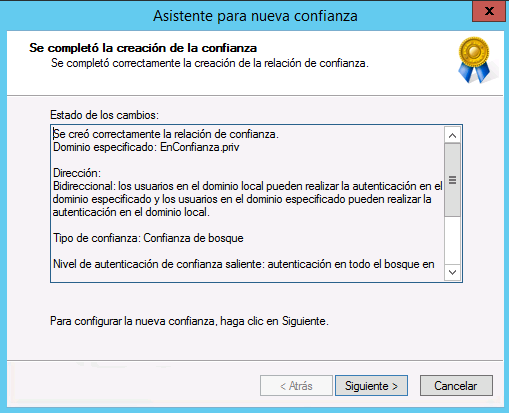 Asistente para nueva confianza
x
Se completó la creación de la confianza
Se completó correctamente la creación de la relación de confianza.
Estado de los cambios:
Se creó correctamente la relación de confianza.
Dominio especificado: EnConfianza.priv
Dirección:
Bidireccional: los usuarios en el dominio local pueden realizar la autenticación en el
dominio especificado y los usuarios en el dominio especificado pueden realizar la
autenticación en el dominio local.
Tipo de confianza: Confianza de bosque
Nivel de autenticación de confianza saliente: autenticación en todo el bosque en
Para configurar la nueva confianza, haga clic en Siguiente.
< Atrás
Siguiente >
Cancelar